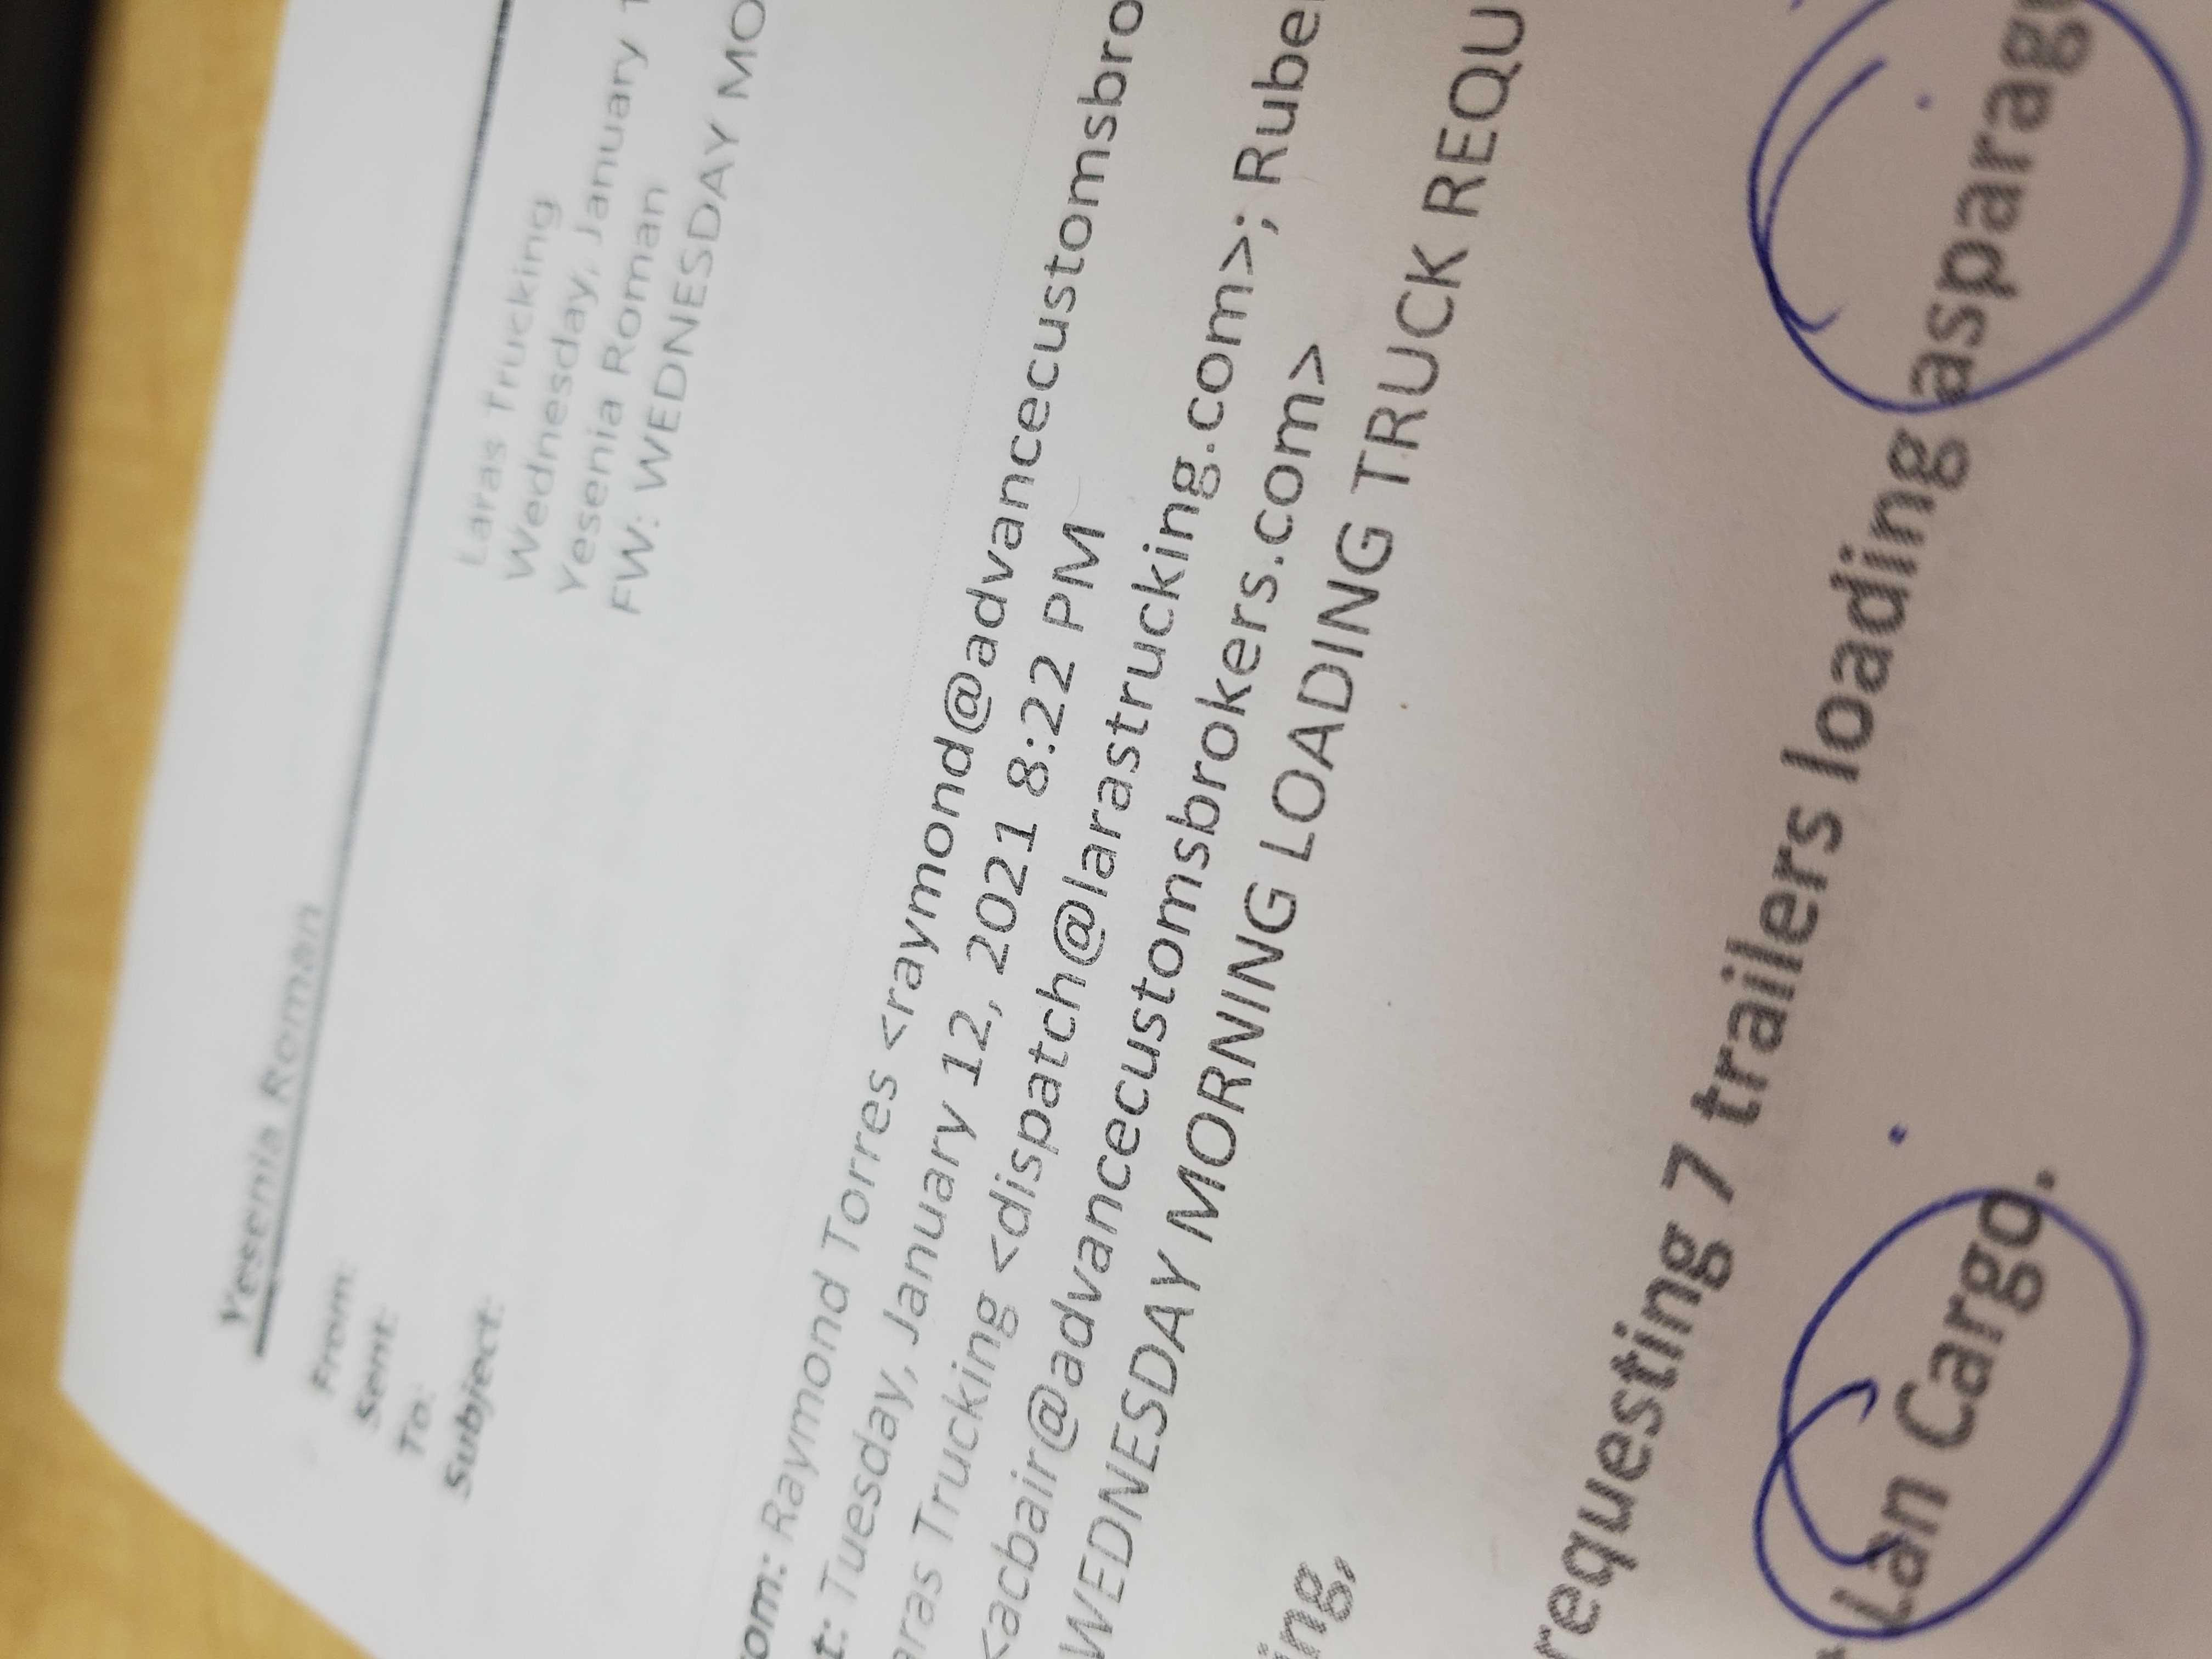 Yesenia Roman
From: Laras Trucking
Sent: Wednesday, January 1
To: Yesenia Roman
Subject: FW: WEDNESDAY MO
om: Raymond Torres <raymond@advancecustomsbro
t: Tuesday, January 12, 2021 8:22 PM
aras Trucking <dispatch@larastrucking.com>; Rube
<acbair@advancecustomsbrokers.com>
WEDNESDAY MORNING LOADING TRUCK REQU
ing,
requesting 7 trailers loading asparag
Lan Cargo.